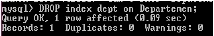 mysql> DROP index dept on Departemen;
Query OK, 1 row affected (0.09 sec)
Records: 1  Duplicates: 0  Warnings: 0